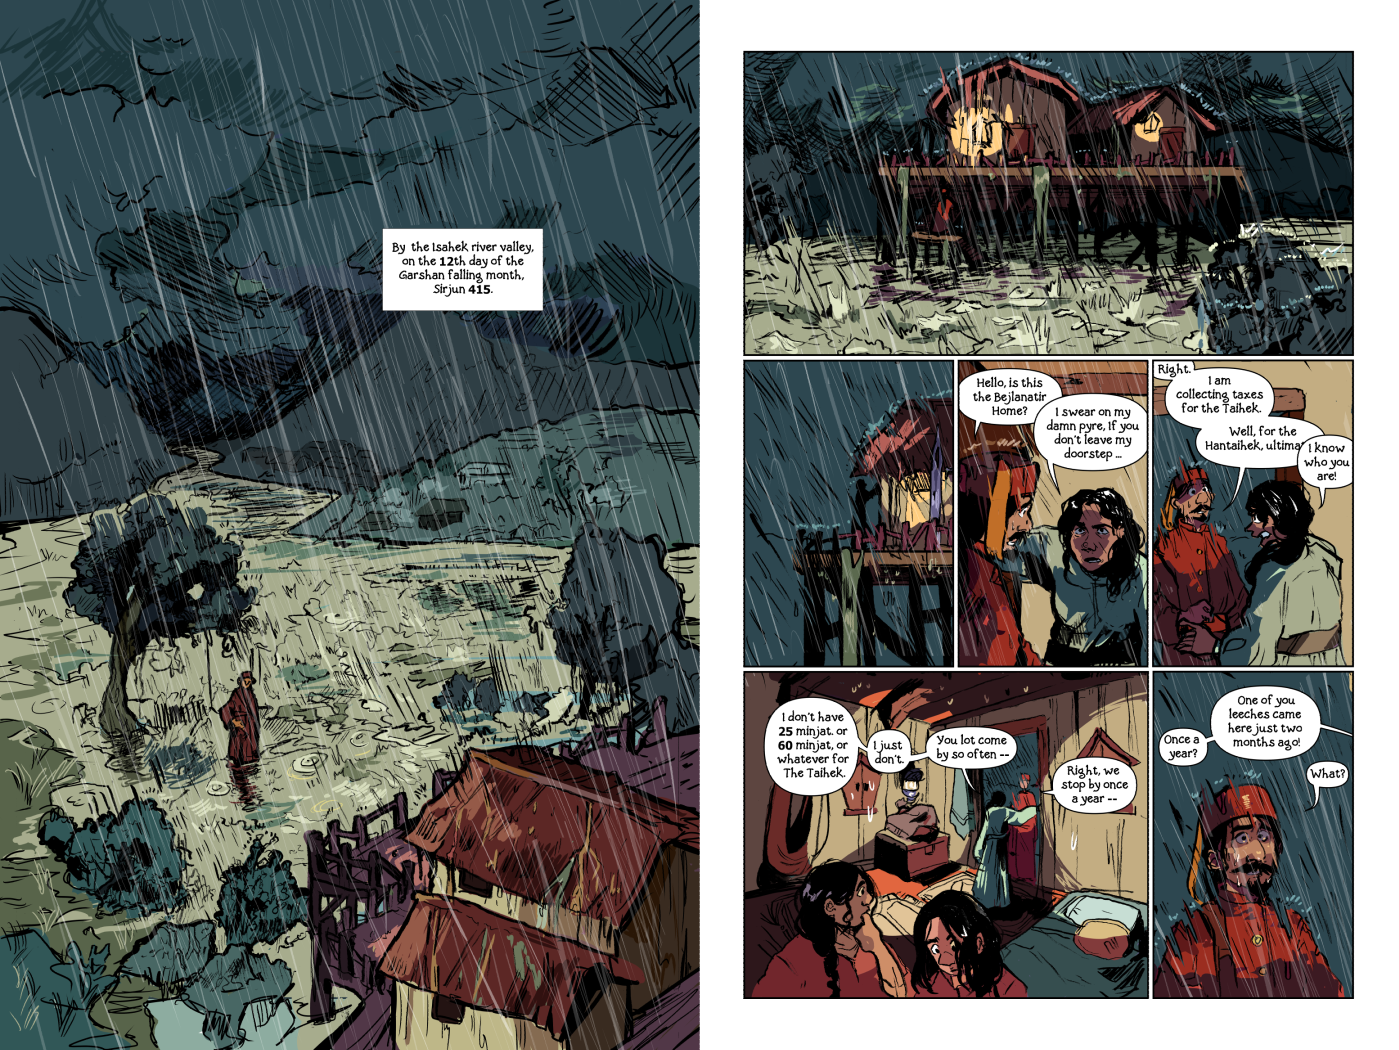 By the Isahek river valley,
on the 12th day of the
Garshan falling month,
Sirjun 415.
Hello, is this
the Bejlanatir
Home?
I swear on my
damn pyre, if you
don't leave my
doorstep ...
Right.
I am
collecting taxes
for the Taihek.
Well, for the
Hantaihek, ultima
I know
who you
are!
I don't have
25 minjat. or
60 minjat, or
whatever for
The Taihek.
I just
don't.
You lot come
by so often --
Right, we
stop by once
a year --
One of you
leeches came
here just two
months ago!
Once a
year?
What?